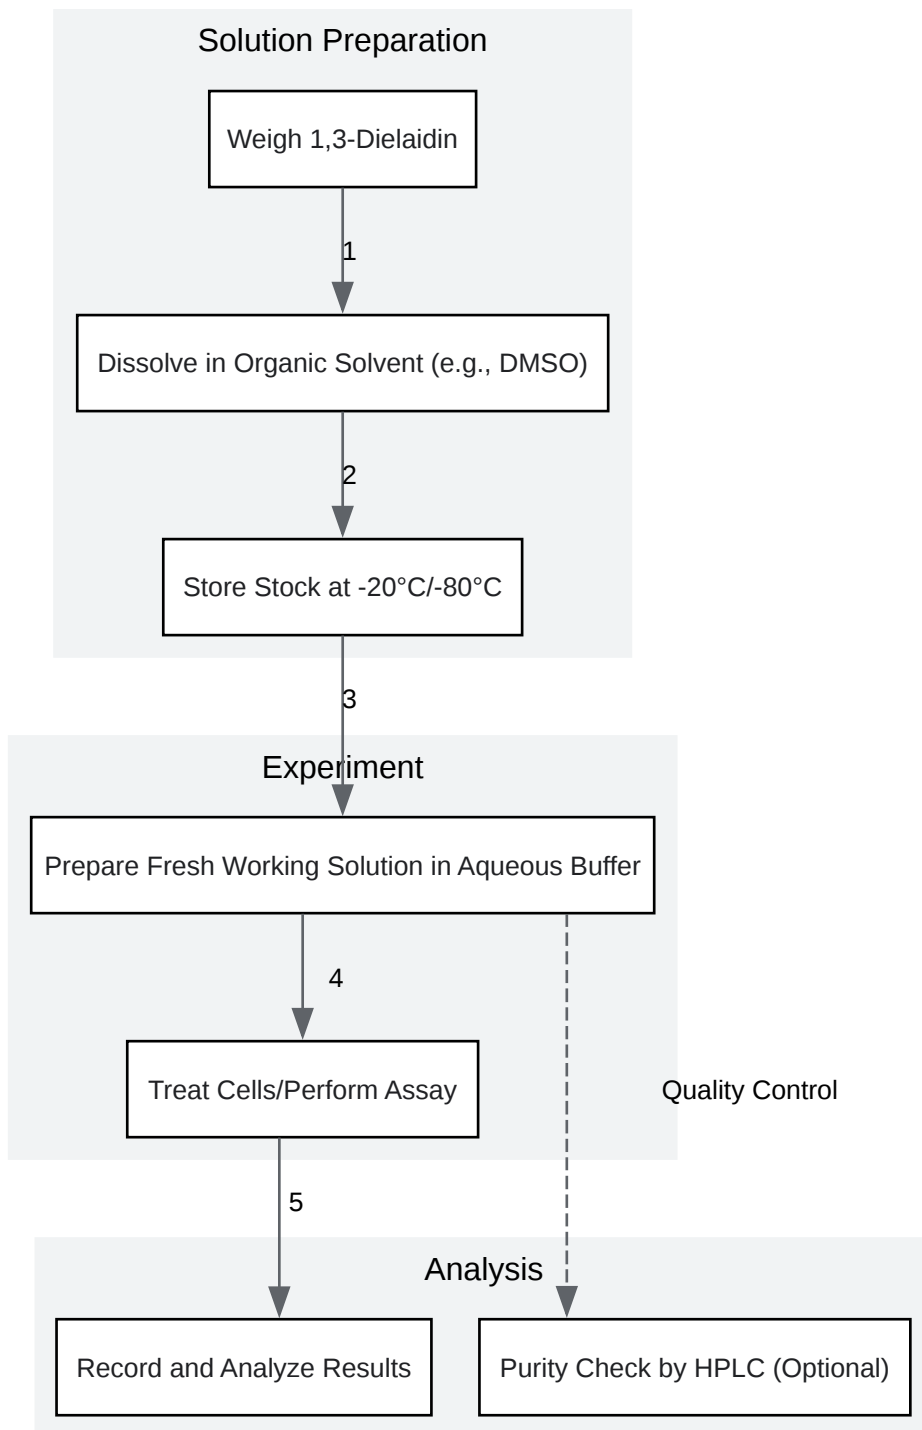 Solution Preparation
Weigh 1,3-Dielaidin
1
Dissolve in Organic Solvent (e.g., DMSO)
2
Store Stock at -20°C/-80°C
3
Experiment
Prepare Fresh Working Solution in Aqueous Buffer
4
Treat Cells/Perform Assay
Quality Control
5
Analysis
Record and Analyze Results
Purity Check by HPLC (Optional)